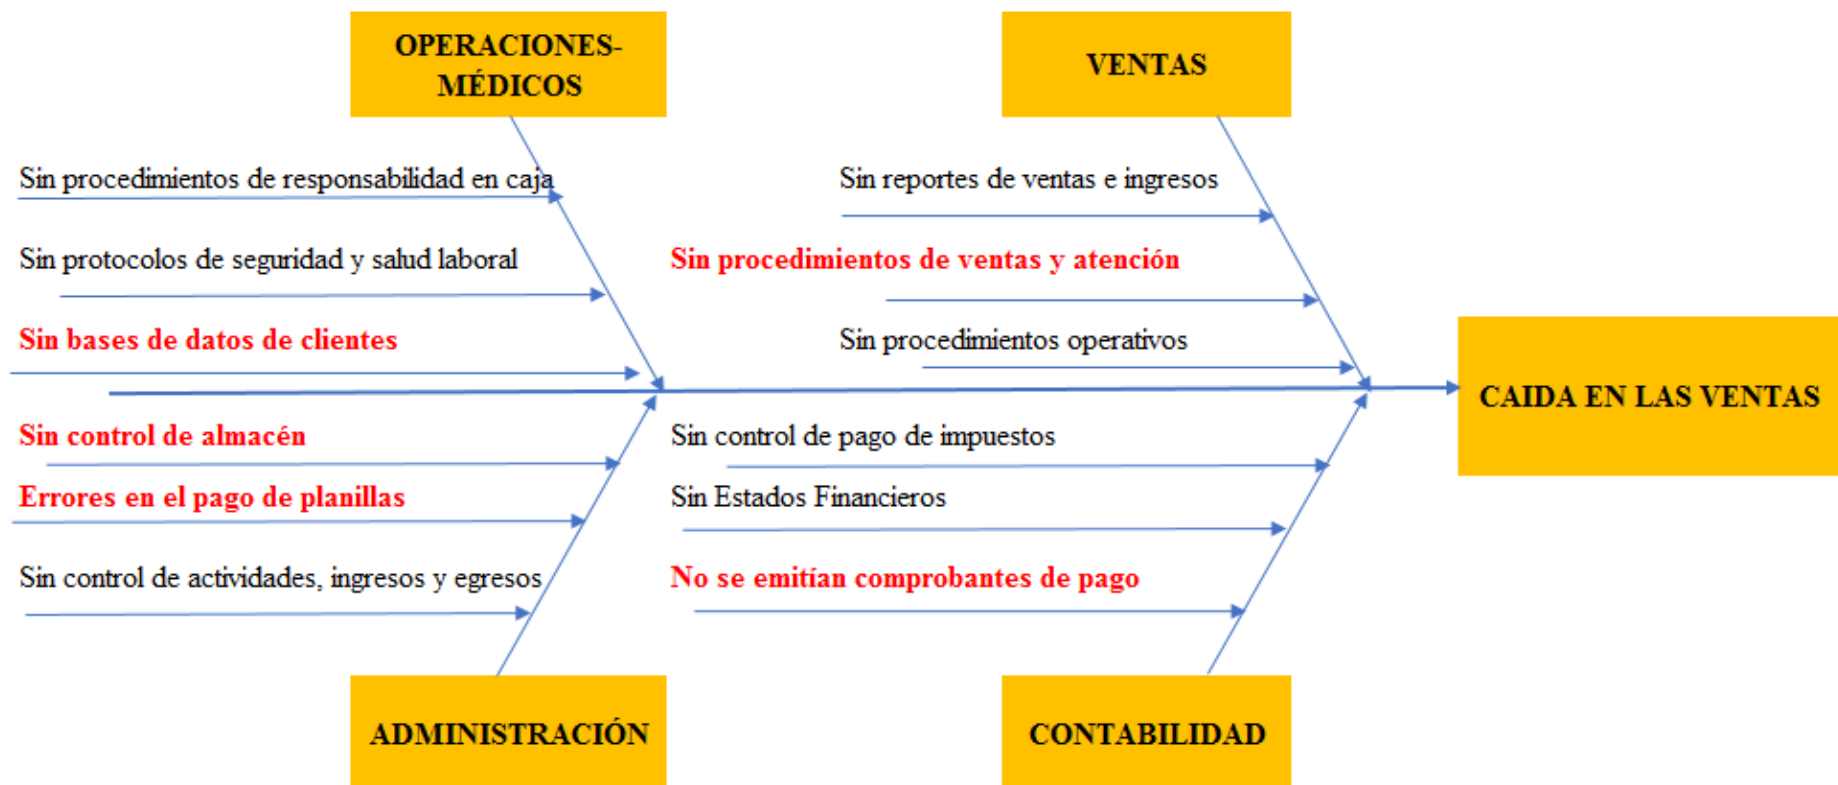 OPERACIONES-
MÉDICOS
VENTAS
Sin procedimientos de responsabilidad en caja
Sin reportes de ventas e ingresos
Sin protocolos de seguridad y salud laboral
Sin procedimientos de ventas y atención
Sin bases de datos de clientes
Sin procedimientos operativos
CAIDA EN LAS VENTAS
Sin control de almacén
Sin control de pago de impuestos
Errores en el pago de planillas
Sin Estados Financieros
Sin control de actividades, ingresos y egresos
No se emitían comprobantes de pago
ADMINISTRACIÓN
CONTABILIDAD